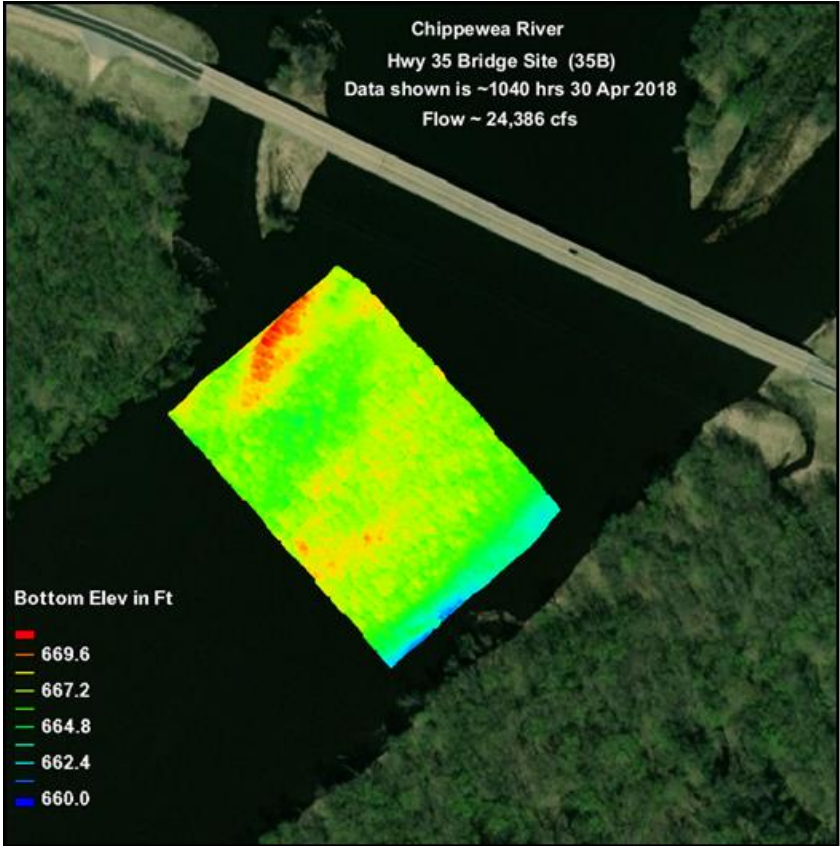 Chippewea River
Hwy 35 Bridge Site (35B)
Data shown is ~1040 hrs 30 Apr 2018
Flow ~ 24,386 cfs
Bottom Elev in Ft
669.6
667.2
664.8
662.4
660.0